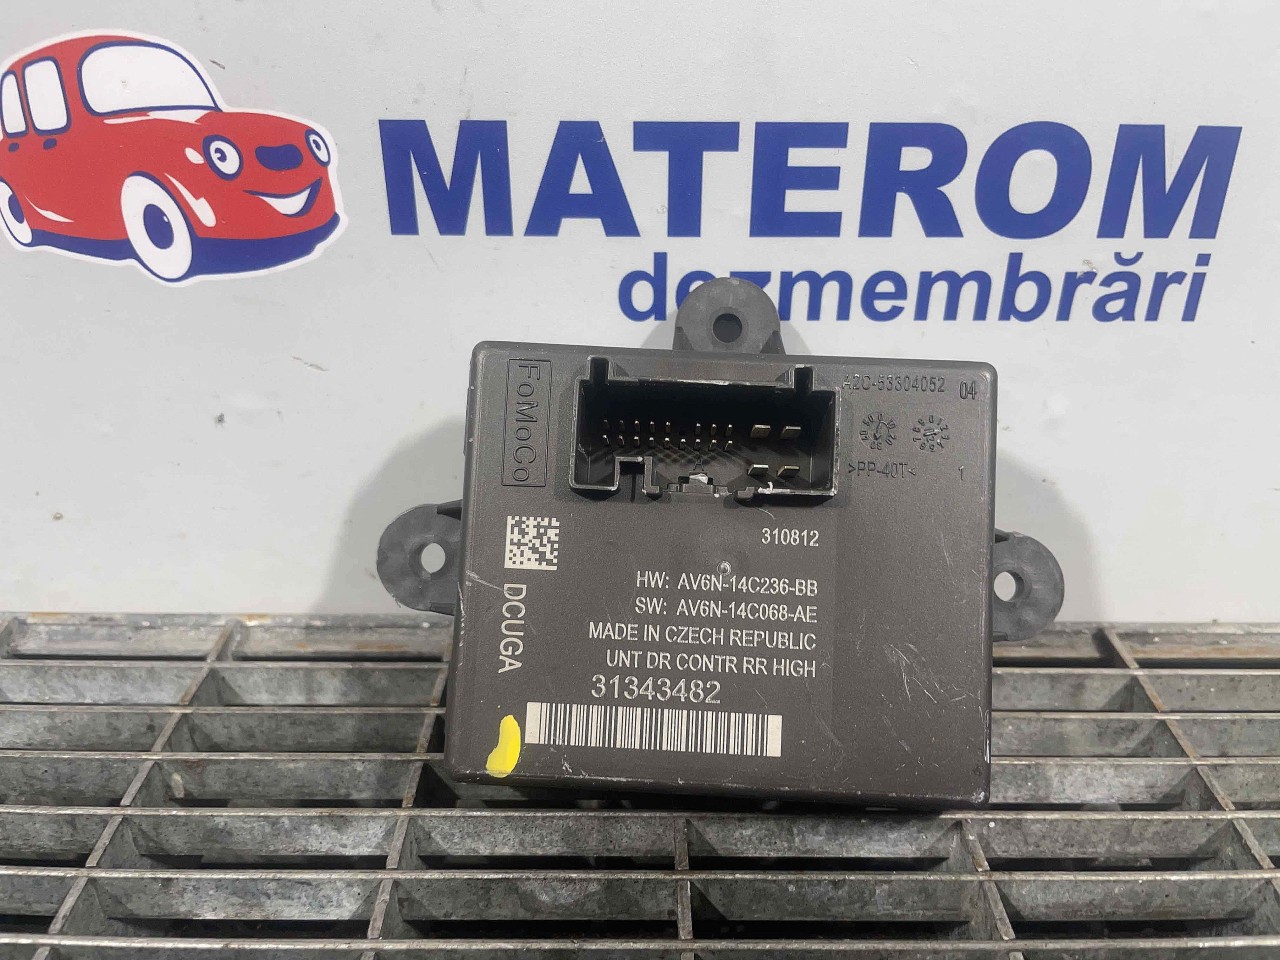 MATEROM
dezmembrări
FoMoCo
A2C-53304052 04
>PP-40T<
1
310812
HW: AV6N-14C236-BB
SW: AV6N-14C068-AE
MADE IN CZECH REPUBLIC
UNT DR CONTR RR HIGH
31343482
DCUGA